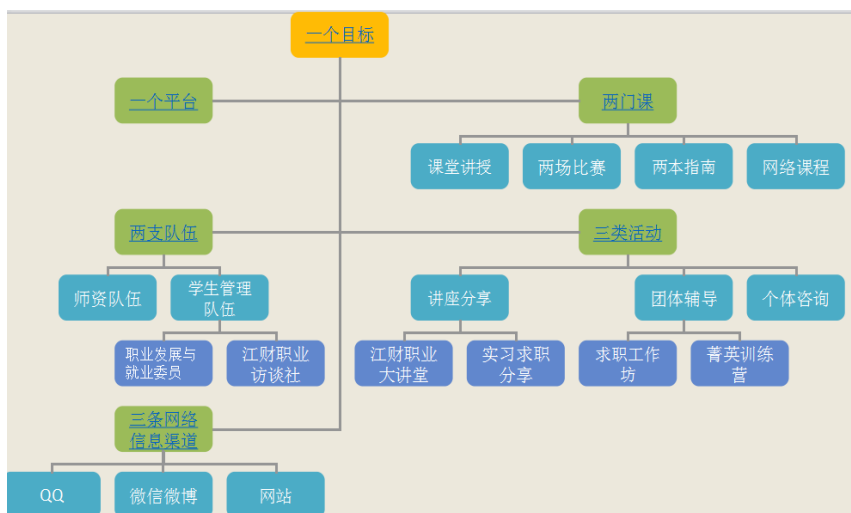 一个目标
一个平台
两门课
课堂讲授
两场比赛
两本指南
网络课程
两支队伍
三类活动
师资队伍
学生管理
队伍
讲座分享
团体辅导
个体咨询
职业发展与
就业委员
江财职业
访谈社
江财职业
大讲堂
实习求职
分享
求职工作
坊
菁英训练
营
三条网络
信息渠道
QQ
微信微博
网站